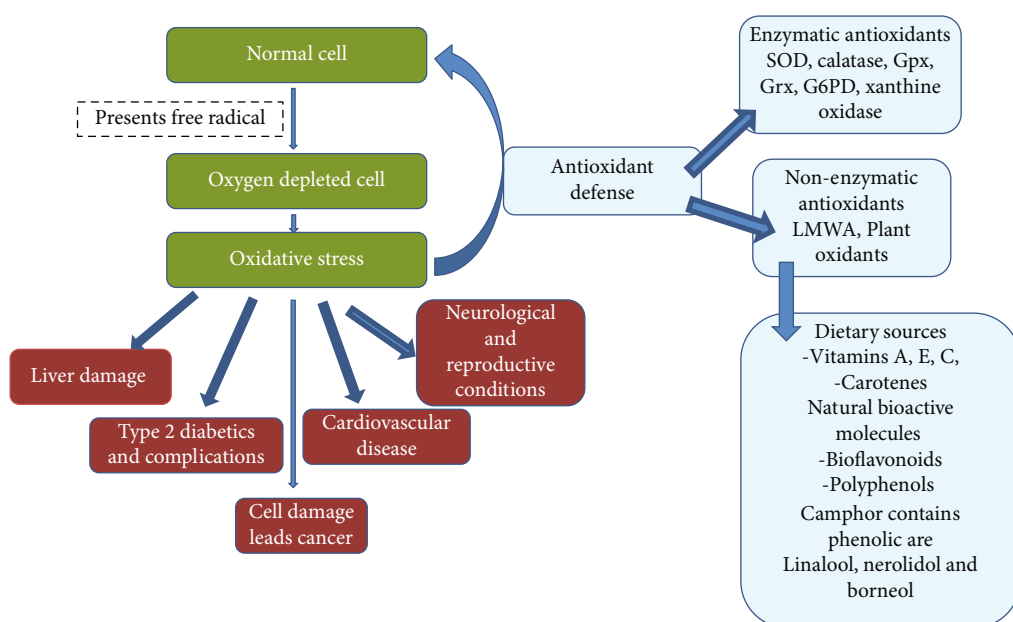 Normal cell
Presents free radical
Oxygen depleted cell
Oxidative stress
Antioxidant
defense
Enzymatic antioxidants
SOD, calatase, Gpx,
Grx, G6PD, xanthine
oxidase
Non-enzymatic
antioxidants
LMWA, Plant
oxidants
Neurological
and
reproductive
conditions
Liver damage
Type 2 diabetics
and complications
Cardiovascular
disease
Cell damage
leads cancer
Dietary sources
-Vitamins A, E, C,
-Carotenes
Natural bioactive
molecules
-Bioflavonoids
-Polyphenols
Camphor contains
phenolic are
Linalool, nerolidol and
borneol